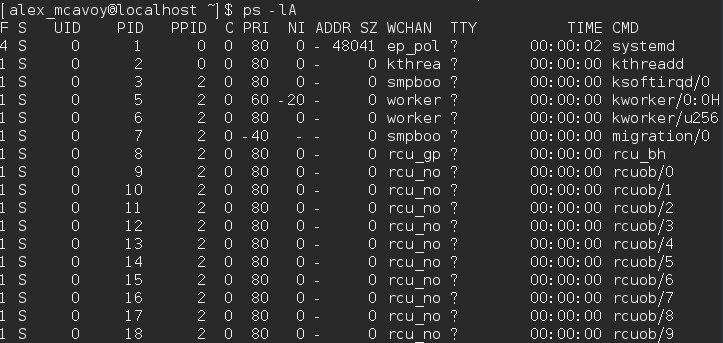 [alex_mcavoy@localhost ~]$ ps -lA
F S   UID    PID   PPID  C PRI  NI ADDR SZ WCHAN  TTY          TIME CMD
4 S     0      1      0  0  80   0 - 48041 ep_pol ?        00:00:02 systemd
1 S     0      2      0  0  80   0 -     0 kthrea ?        00:00:00 kthreadd
1 S     0      3      2  0  80   0 -     0 smpboo ?        00:00:00 ksoftirqd/0
1 S     0      5      2  0  60 -20 -     0 worker ?        00:00:00 kworker/0:0H
1 S     0      6      2  0  80   0 -     0 worker ?        00:00:00 kworker/u256
1 S     0      7      2  0 -40   - -     0 smpboo ?        00:00:00 migration/0
1 S     0      8      2  0  80   0 -     0 rcu_gp ?        00:00:00 rcu_bh
1 S     0      9      2  0  80   0 -     0 rcu_no ?        00:00:00 rcuob/0
1 S     0     10      2  0  80   0 -     0 rcu_no ?        00:00:00 rcuob/1
1 S     0     11      2  0  80   0 -     0 rcu_no ?        00:00:00 rcuob/2
1 S     0     12      2  0  80   0 -     0 rcu_no ?        00:00:00 rcuob/3
1 S     0     13      2  0  80   0 -     0 rcu_no ?        00:00:00 rcuob/4
1 S     0     14      2  0  80   0 -     0 rcu_no ?        00:00:00 rcuob/5
1 S     0     15      2  0  80   0 -     0 rcu_no ?        00:00:00 rcuob/6
1 S     0     16      2  0  80   0 -     0 rcu_no ?        00:00:00 rcuob/7
1 S     0     17      2  0  80   0 -     0 rcu_no ?        00:00:00 rcuob/8
1 S     0     18      2  0  80   0 -     0 rcu_no ?        00:00:00 rcuob/9